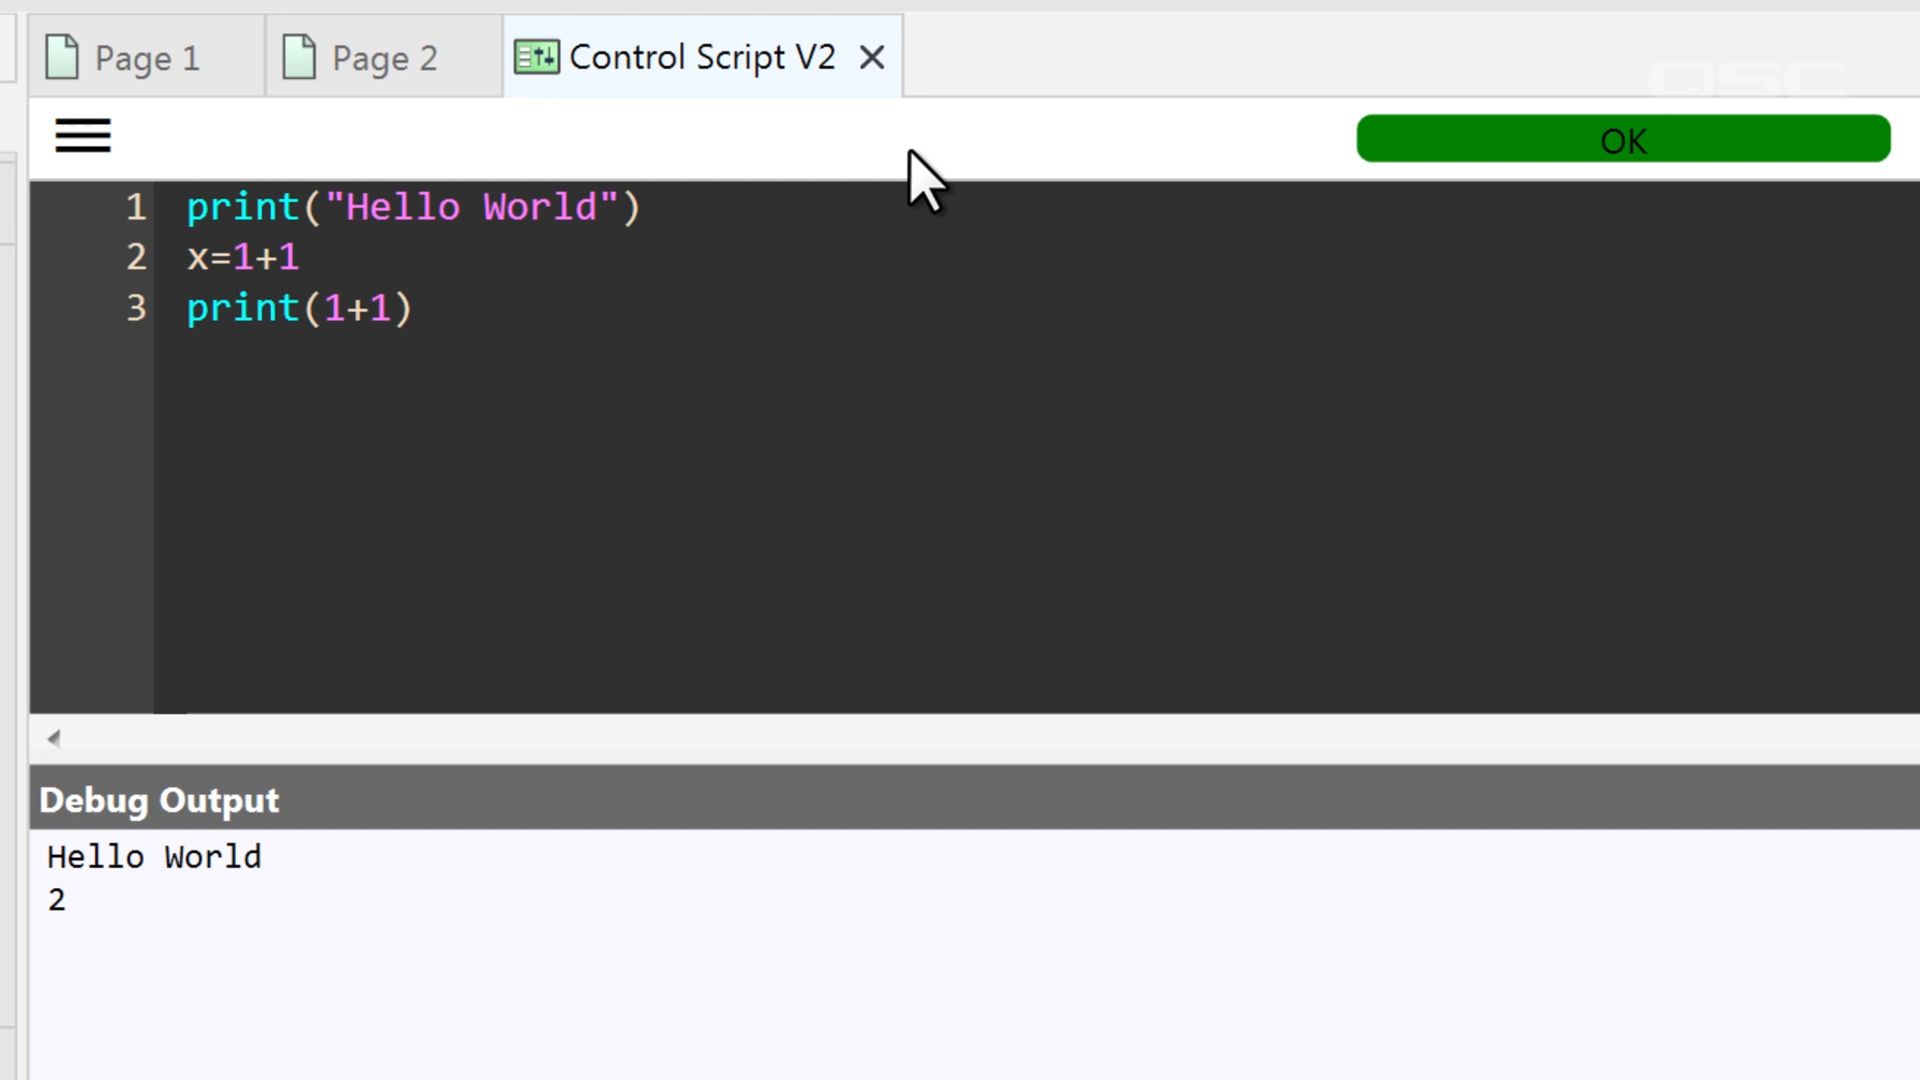 Page 1
Page 2
Control Script V2
QSC
OK
1 print("Hello World")
2 x=1+1
3 print(1+1)
Debug Output
Hello World
2